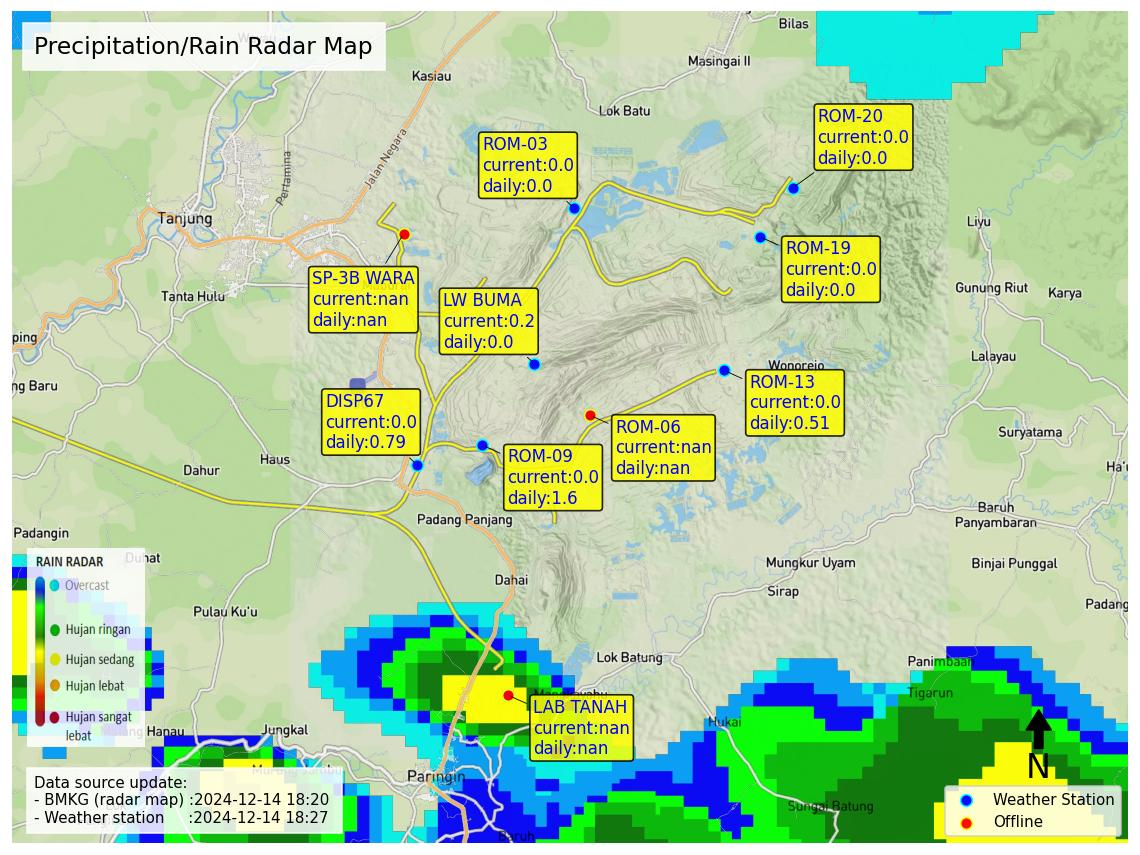 Precipitation/Rain Radar Map
Bilas
Masingai II
Kasiau
Lok Batu
Jalan Negara
Pertamina
Tanjung
Tanta Hulu
ROM-03
current:0.0
daily:0.0
ROM-20
current:0.0
daily:0.0
ROM-19
current:0.0
daily:0.0
Liyu
Gunung Riut
Karya
Lalayau
SP-3B WARA
current:nan
daily:nan
LW BUMA
current:0.2
daily:0.0
ping
ng Baru
Wonorejo
ROM-13
current:0.0
daily:0.51
DISP67
current:0.0
daily:0.79
ROM-06
current:nan
daily:nan
ROM-09
current:0.0
daily:1.6
Suryatama
Ha'u
Dahur
Haus
Padang Panjang
Baruh
Panyambaran
Padangin
Duhat
Mungkur Uyam
Binjai Punggal
Dahai
Sirap
Padang
Pulau Ku'u
RAIN RADAR
Overcast
Hujan ringan
Hujan sedang
Hujan lebat
Hujan sangat
lebat
Lok Batung
Panimbaan
Tigarun
LAB TANAH
current:nan
daily:nan
Hukai
Jungkal
Paringin
Sungai Batung
Baruh
N
Data source update:
- BMKG (radar map) :2024-12-14 18:20
- Weather station :2024-12-14 18:27
Weather Station
Offline